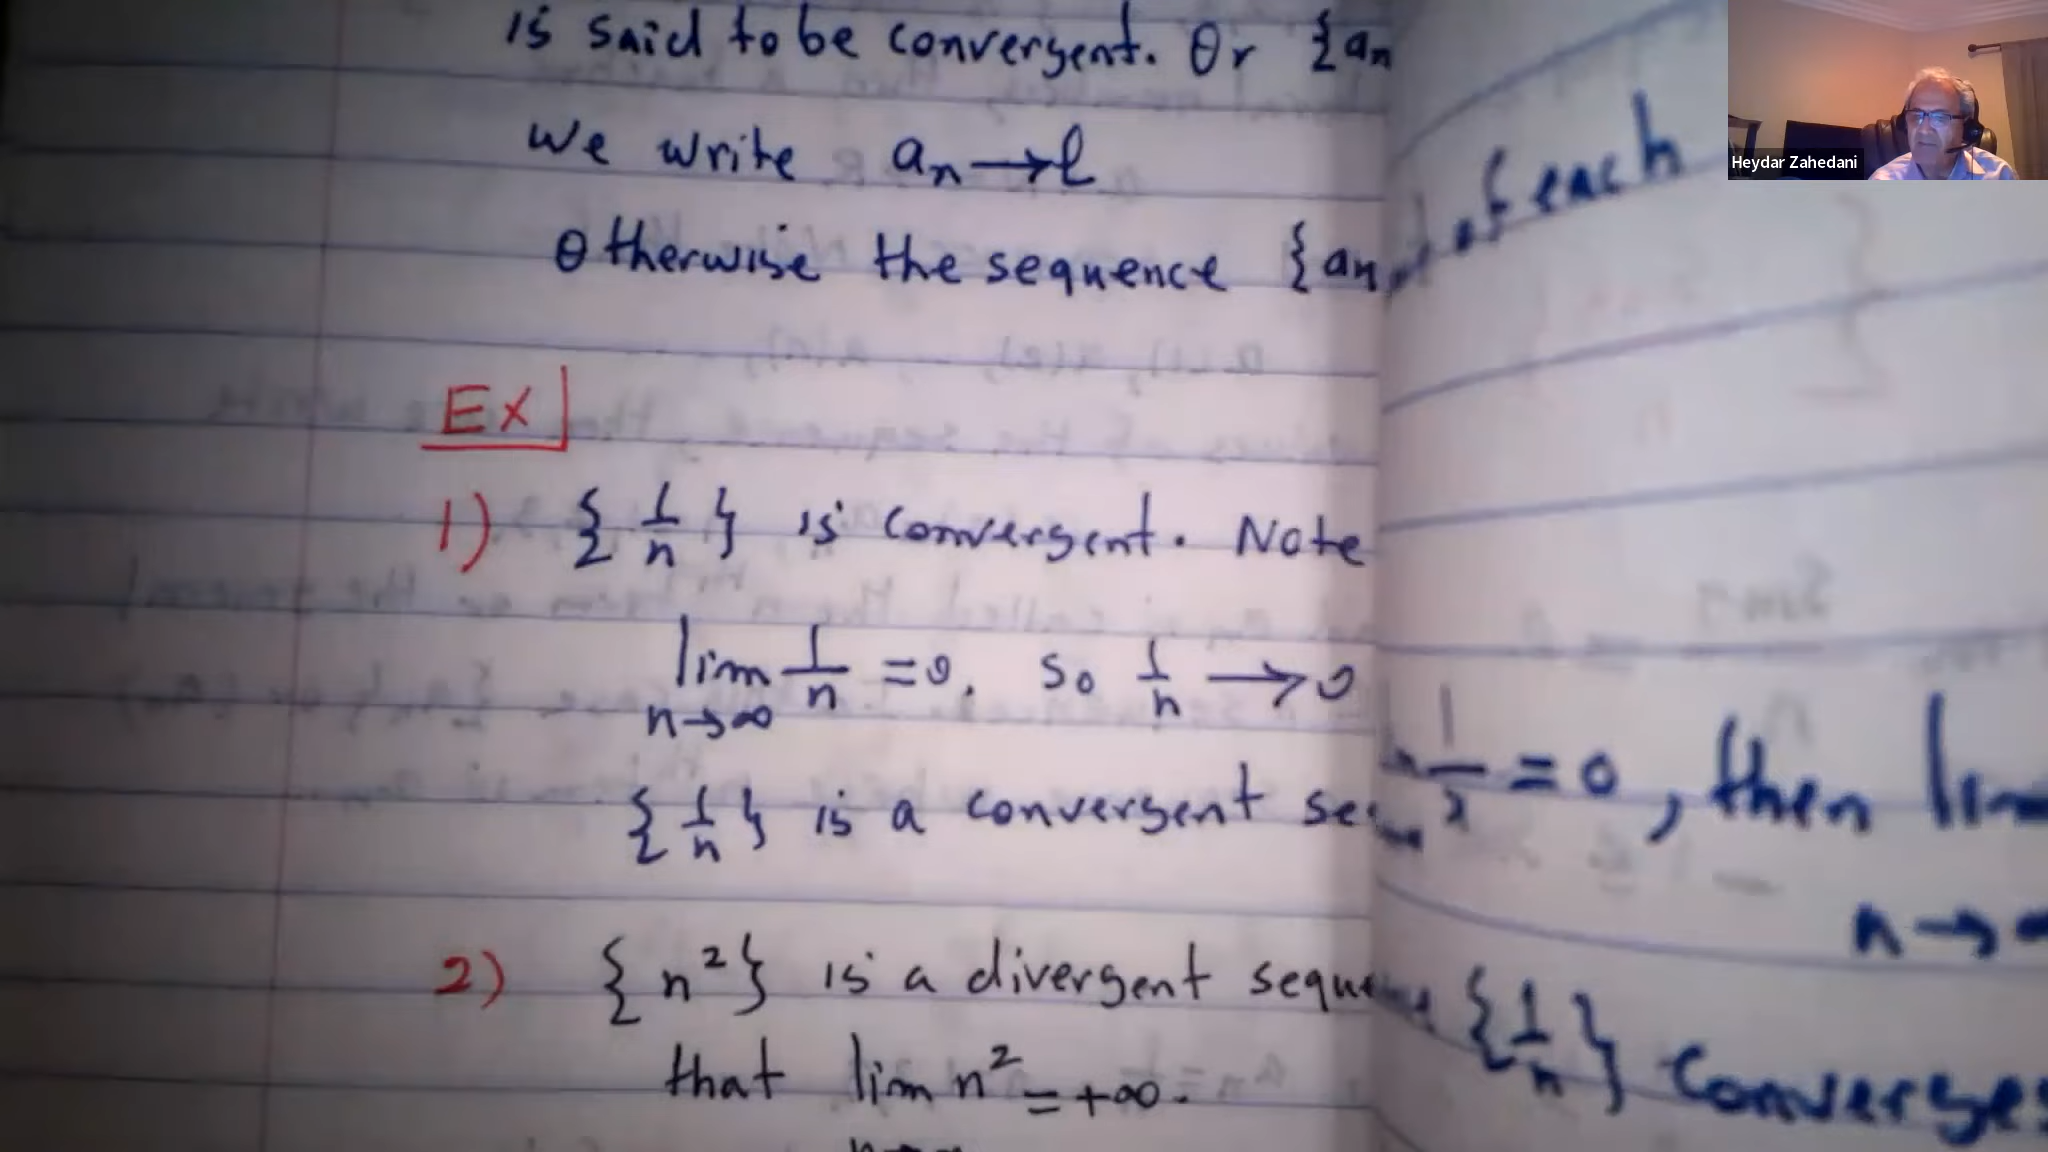 is said to be convergent. Or {an
we write an → l
Otherwise the sequence {an
Ex
1) {1/n} is convergent. Note
lim 1/n = 0. So 1/n → 0
n→∞
{1/n} is a convergent se
2) {n²} is a divergent seque
that lim n² = +∞.
of each
1/x = 0, then lim
n→∞
{1/n} converges
Heydar Zahedani